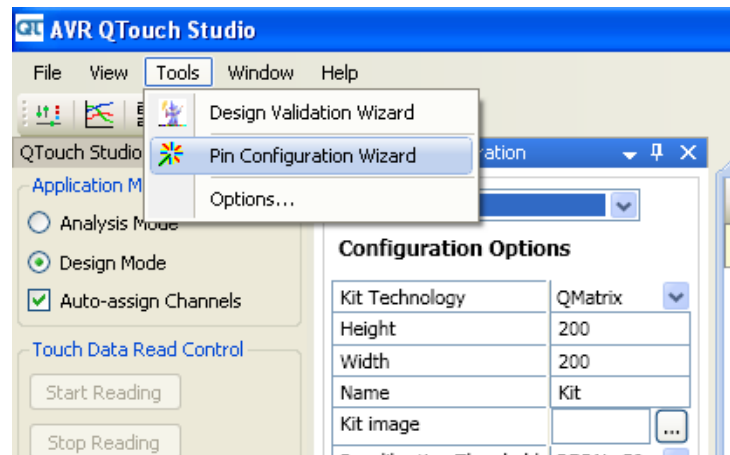 AVR QTouch Studio
File View Tools Window Help
Design Validation Wizard
QTouch Studio
Pin Configuration Wizard
Options...
Analysis Mode
Design Mode
Auto-assign Channels
Configuration Options
Kit Technology QMatrix
Height 200
Width 200
Name Kit
Kit image ...
Touch Data Read Control
Start Reading
Stop Reading
Application M
ration